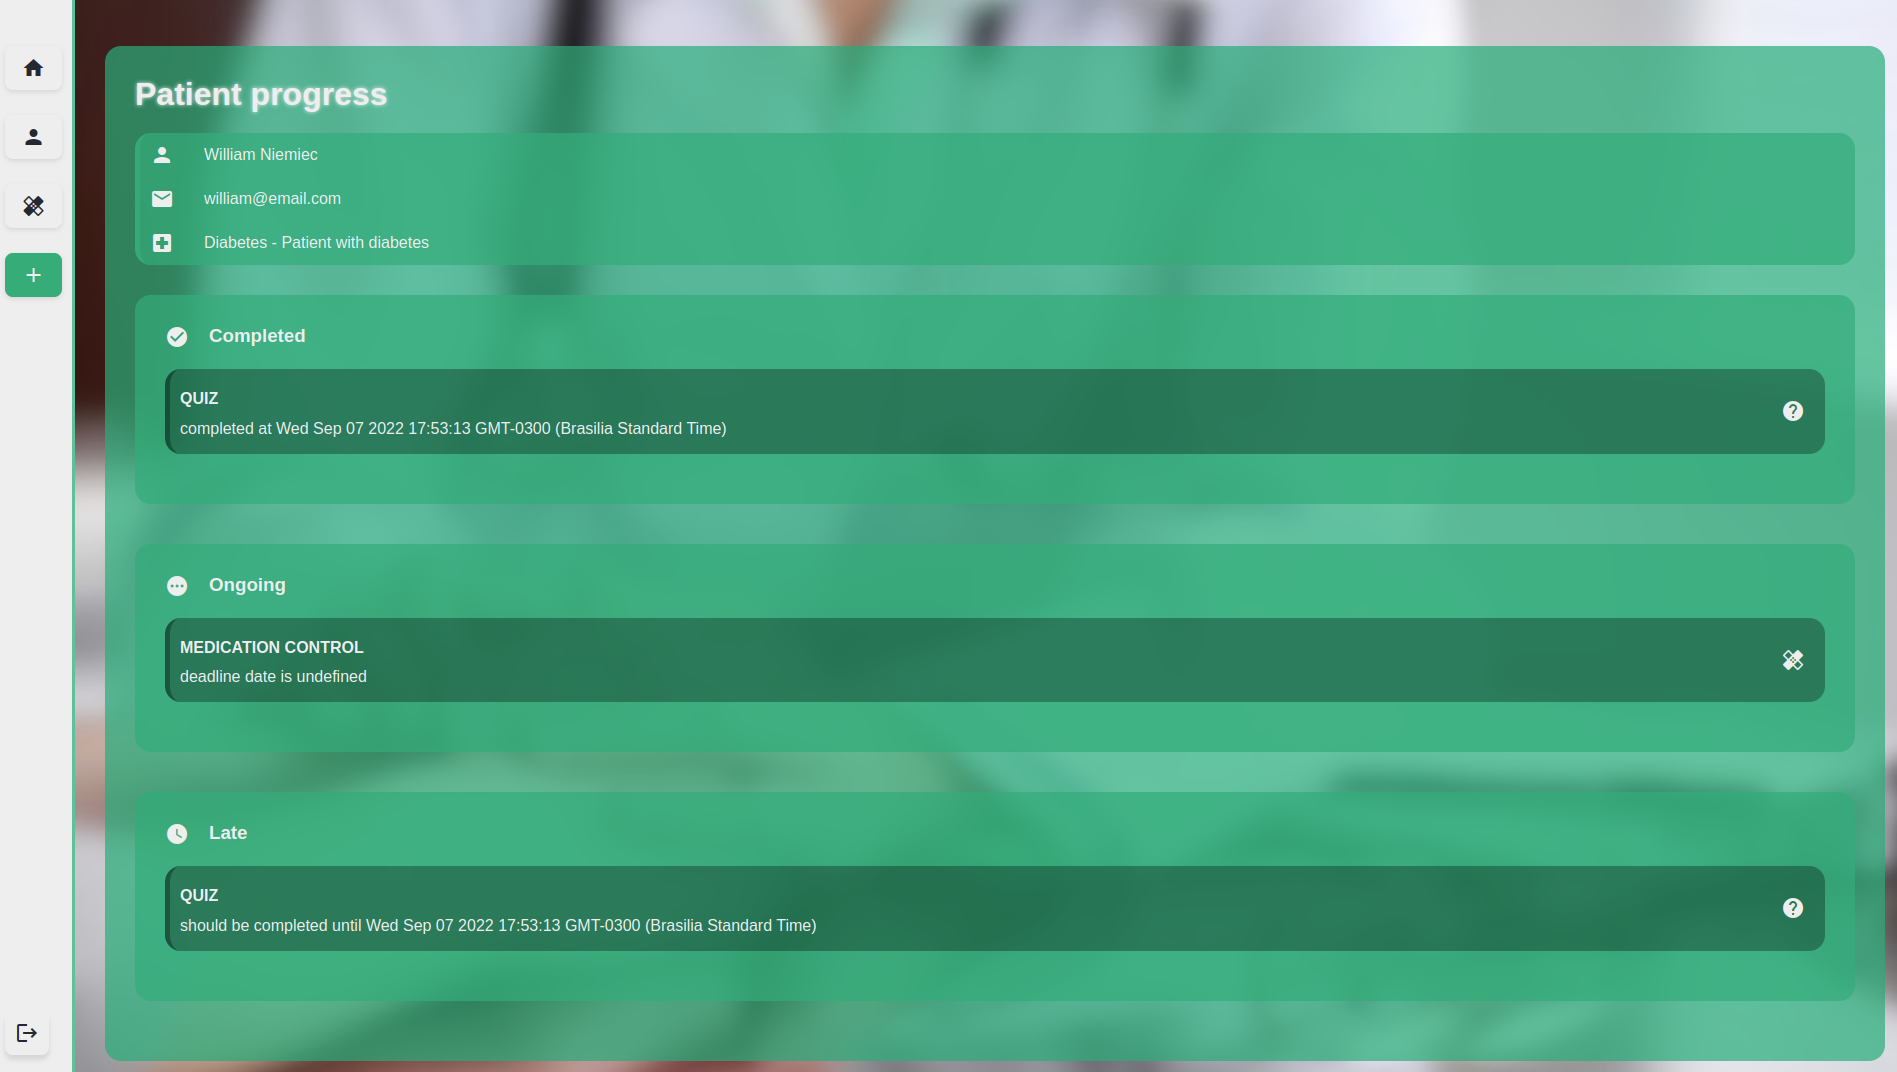 Patient progress
William Niemiec
william@email.com
Diabetes - Patient with diabetes
Completed
QUIZ
completed at Wed Sep 07 2022 17:53:13 GMT-0300 (Brasilia Standard Time)
Ongoing
MEDICATION CONTROL
deadline date is undefined
Late
QUIZ
should be completed until Wed Sep 07 2022 17:53:13 GMT-0300 (Brasilia Standard Time)